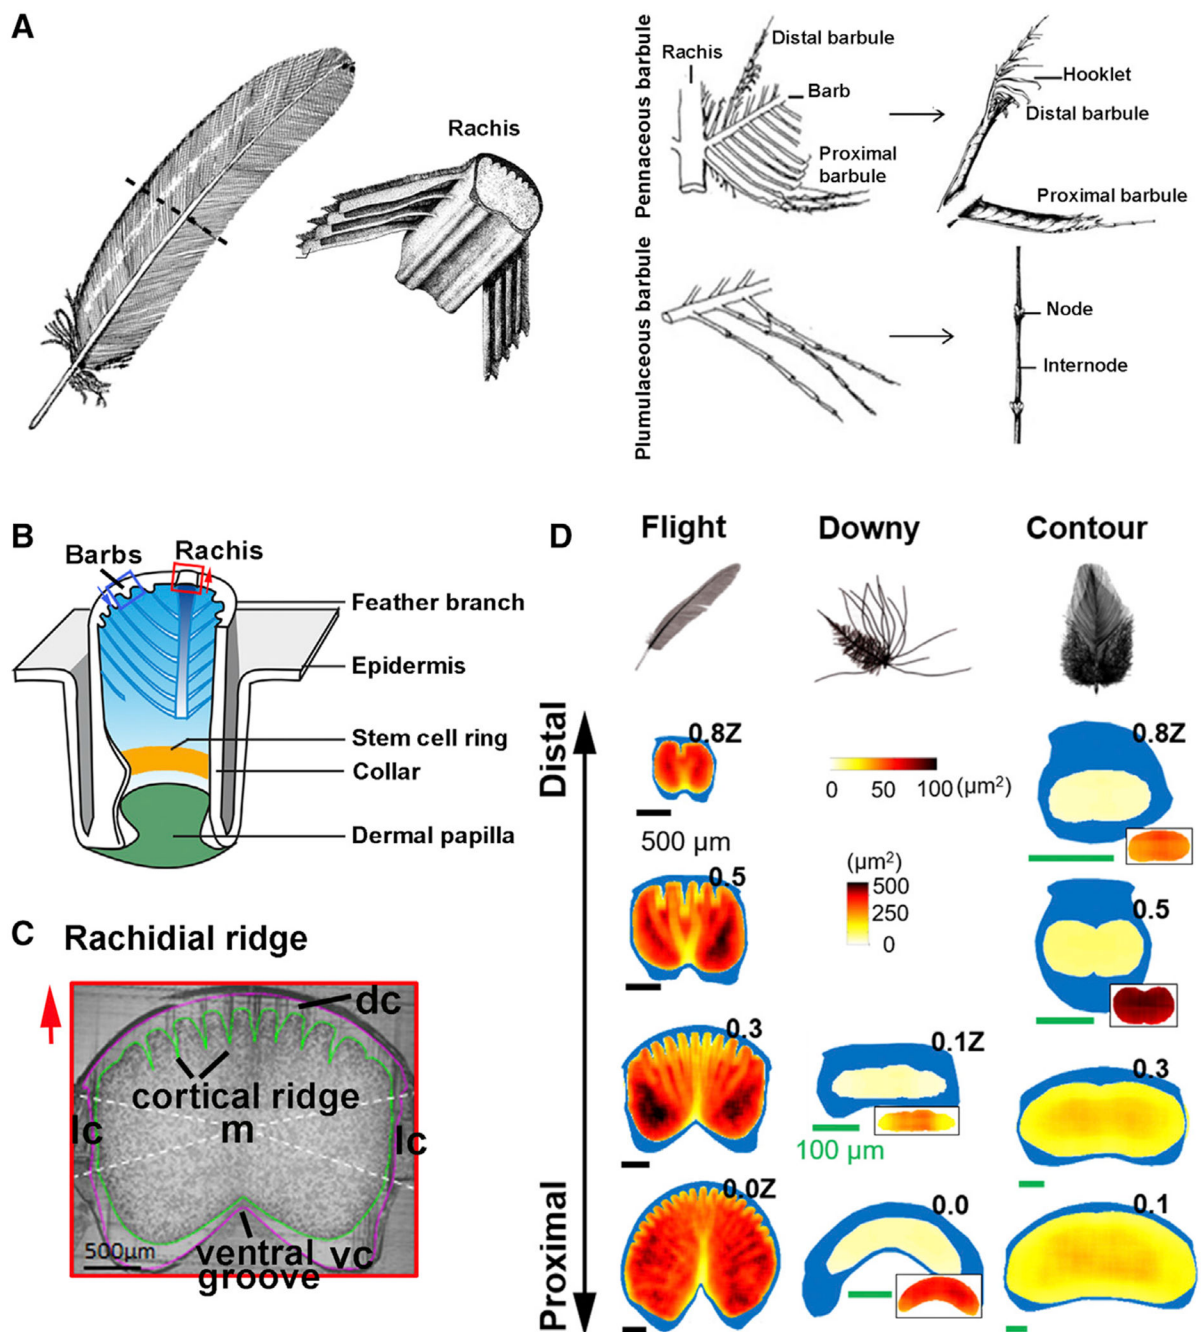 A
Rachis
Pennaceous barbule
Rachis
Distal barbule
Barb
Proximal
barbule
Hooklet
Distal barbule
Proximal barbule
Plumulaceous barbule
Node
Internode
B
Barbs
Rachis
Feather branch
Epidermis
Stem cell ring
Collar
Dermal papilla
C Rachidial ridge
dc
cortical ridge
m
lc
lc
ventral
groove
vc
500µm
D
Flight
Downy
Contour
Distal
Proximal
0.8Z
500 µm
0.5
0.3
0.0Z
0 50 100 (µm²)
(µm²)
500
250
0
0.1Z
100 µm
0.0
0.8Z
0.5
0.3
0.1